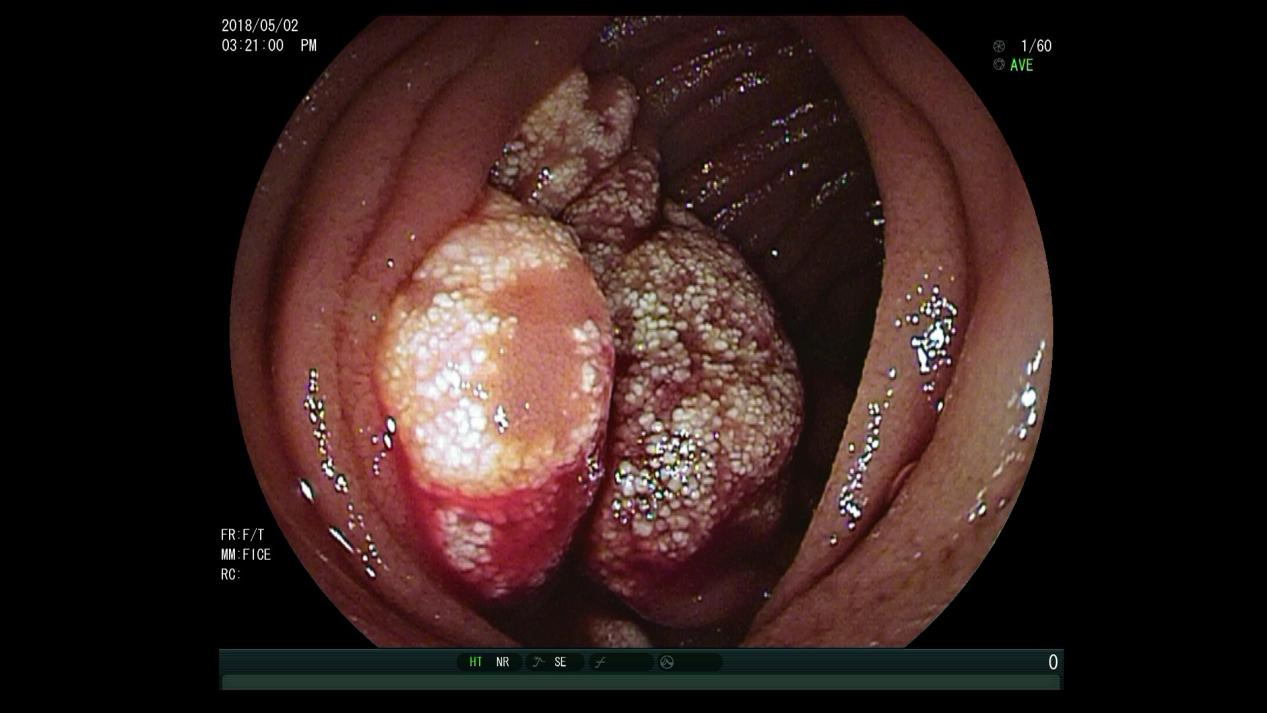 2018/05/02
03:21:00 PM
1/60
AVE
FR:F/T
MM:FICE
RC:
HT NR SE
0